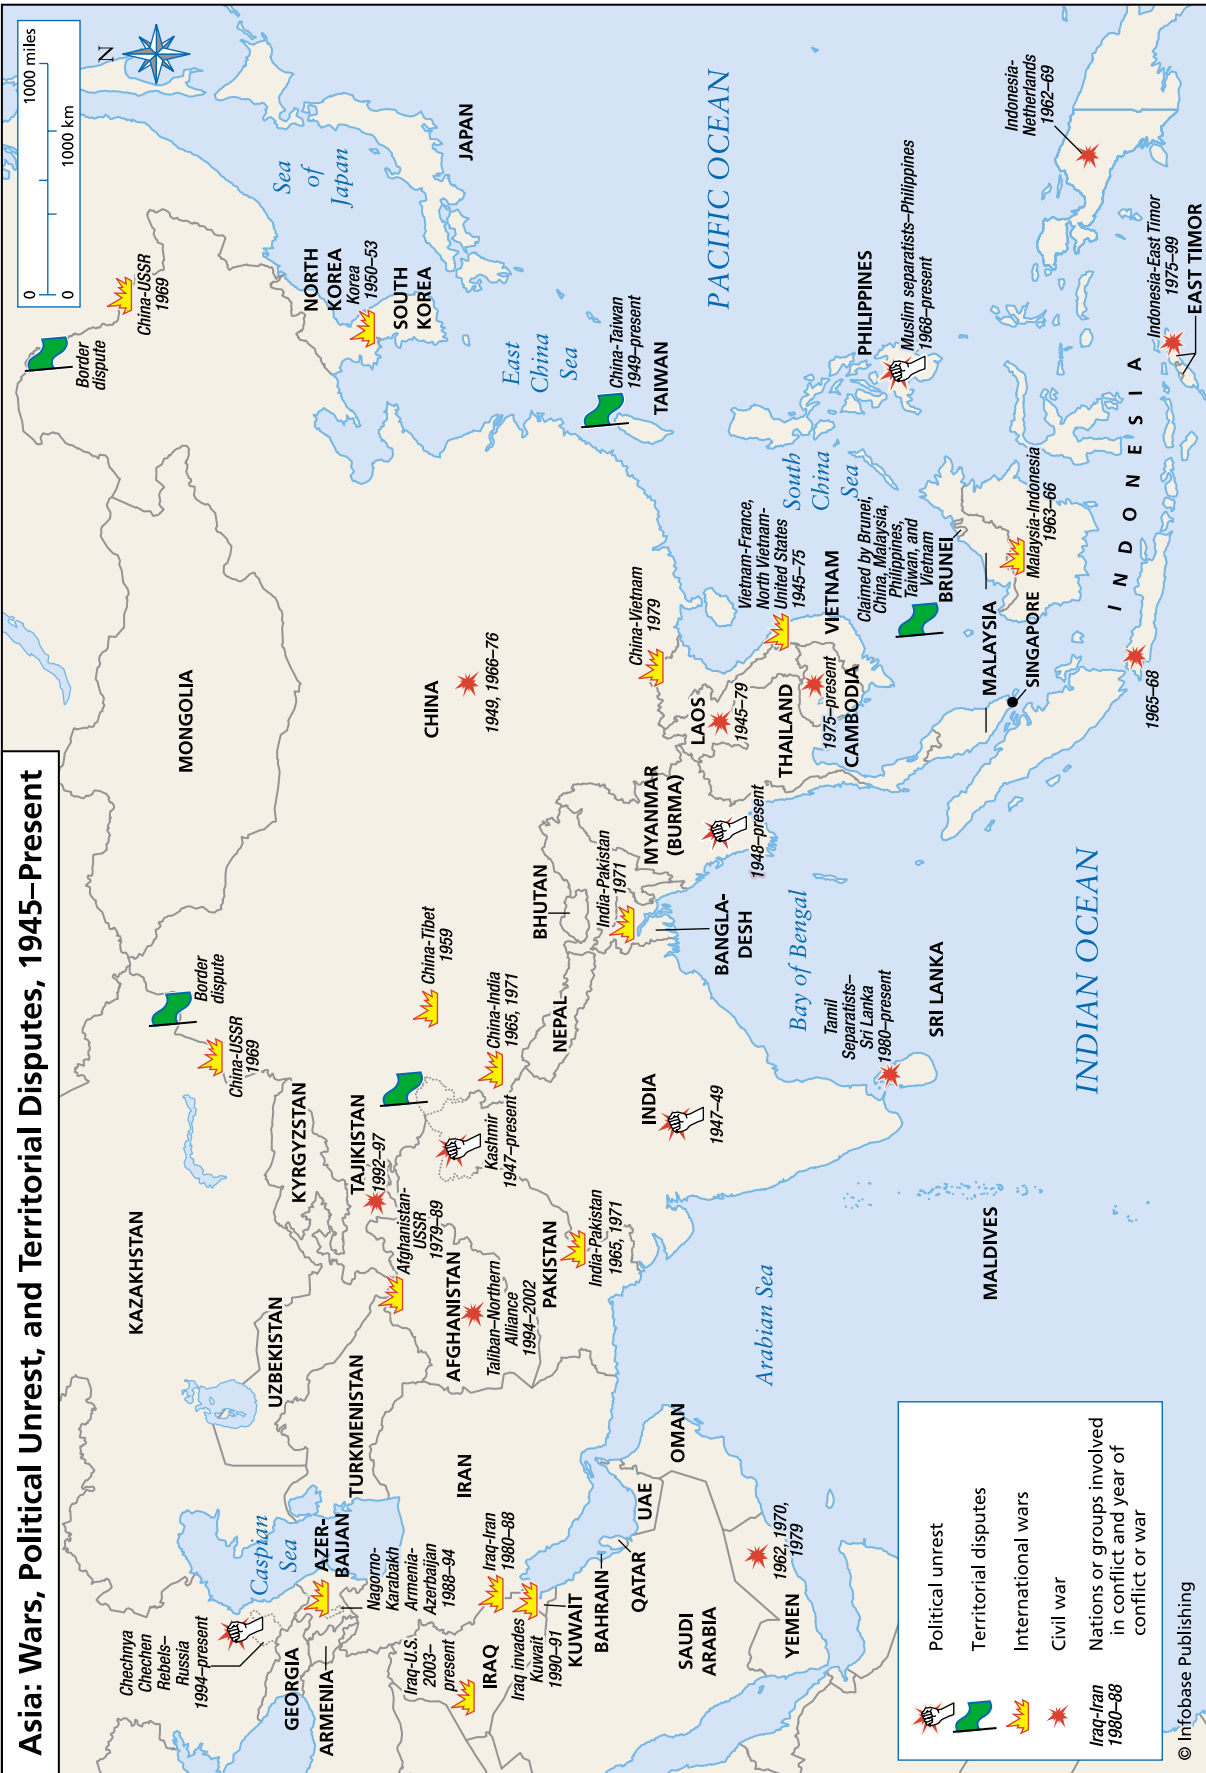 Asia: Wars, Political Unrest, and Territorial Disputes, 1945–Present
0
1000 miles
0
1000 km
N
Chechnya
Chechen
Rebels–
Russia
1994–present
GEORGIA
ARMENIA
AZER-
BAIJAN
Caspian
Sea
Nagorno-
Karabakh
Armenia-
Azerbaijan
1988–94
Iraq-U.S.
2003–
present
IRAQ
Iraq-Iran
1980–88
Iraq invades
Kuwait
1990–91
KUWAIT
BAHRAIN
QATAR
UAE
OMAN
SAUDI
ARABIA
YEMEN
1962, 1970,
1979
IRAN
TURKMENISTAN
UZBEKISTAN
KAZAKHSTAN
KYRGYZSTAN
TAJIKISTAN
1992–97
Afghanistan-
USSR
1979–89
AFGHANISTAN
Taliban–Northern
Alliance
1994–2002
PAKISTAN
India-Pakistan
1965, 1971
Kashmir
1947–present
China-India
1965, 1971
China-Tibet
1959
China-USSR
1969
Border
dispute
MONGOLIA
CHINA
1949, 1966–76
Border
dispute
China-USSR
1969
NORTH
KOREA
Korea
1950–53
SOUTH
KOREA
Sea
of
Japan
JAPAN
East
China
Sea
China-Taiwan
1949–present
TAIWAN
PACIFIC OCEAN
NEPAL
BHUTAN
India-Pakistan
1971
BANGLA-
DESH
INDIA
1947–49
MYANMAR
(BURMA)
1948–present
LAOS
1945–79
THAILAND
1975–present
CAMBODIA
VIETNAM
China-Vietnam
1979
Vietnam-France,
North Vietnam-
United States
1945–75
South
China
Sea
Claimed by Brunei,
China, Malaysia,
Philippines,
Taiwan, and
Vietnam
BRUNEI
PHILIPPINES
Muslim separatists–Philippines
1968–present
MALAYSIA
SINGAPORE
Malaysia-Indonesia
1963–66
INDONESIA
1965–68
Indonesia-
Netherlands
1962–69
Indonesia-East Timor
1975–99
EAST TIMOR
Arabian Sea
Bay of Bengal
Tamil
Separatists–
Sri Lanka
1980–present
SRI LANKA
MALDIVES
INDIAN OCEAN
Political unrest
Territorial disputes
International wars
Civil war
Iraq-Iran
1980–88
Nations or groups involved
in conflict and year of
conflict or war
© Infobase Publishing